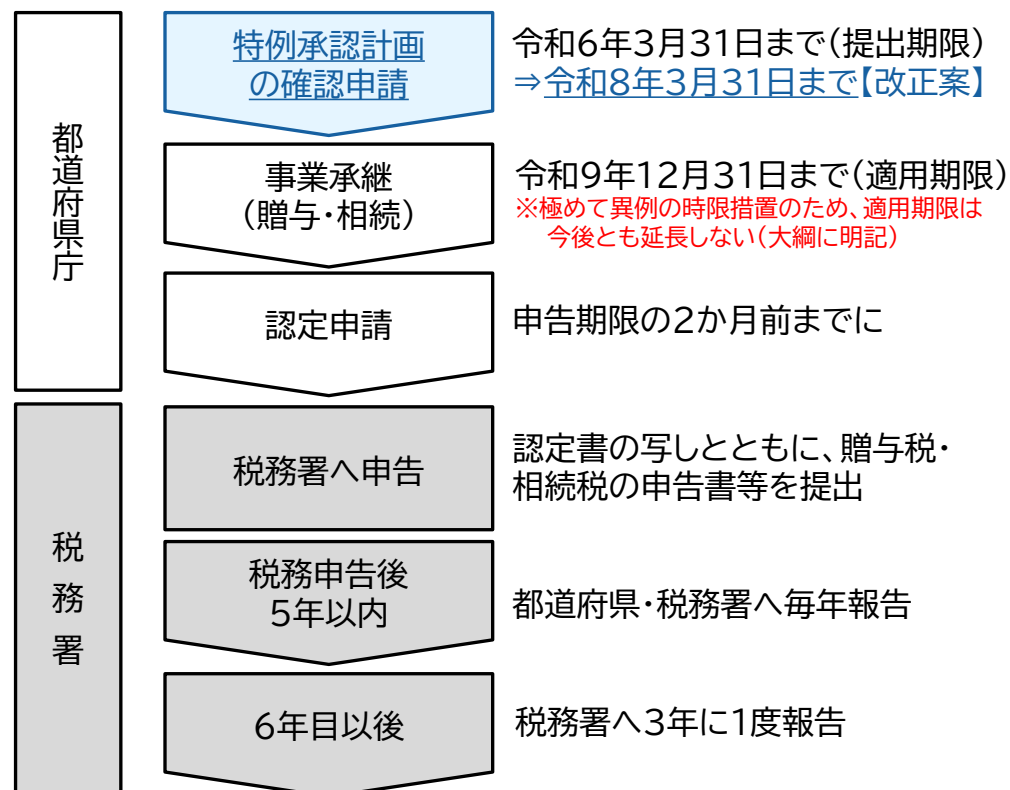 都道府県庁
特例承認計画
の確認申請
令和6年3月31日まで(提出期限)
⇒令和8年3月31日まで【改正案】
事業承継
(贈与・相続)
令和9年12月31日まで(適用期限)
※極めて異例の時限措置のため、適用期限は
今後とも延長しない(大綱に明記)
認定申請
申告期限の2か月前までに
税務署
税務署へ申告
認定書の写しとともに、贈与税・
相続税の申告書等を提出
税務申告後
5年以内
都道府県・税務署へ毎年報告
6年目以後
税務署へ3年に1度報告